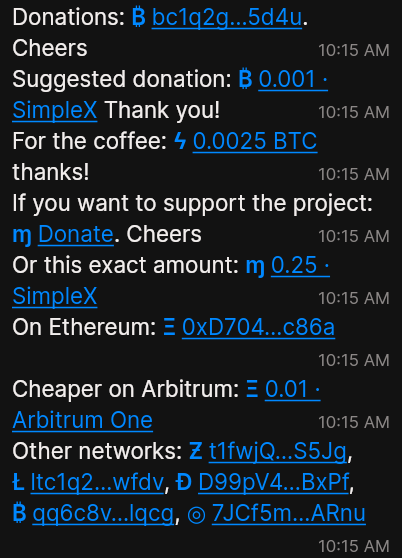 Donations: ₿ bc1q2g...5d4u.
Cheers 10:15 AM
Suggested donation: ₿ 0.001 ·
SimpleX Thank you! 10:15 AM
For the coffee: ϟ 0.0025 BTC
thanks! 10:15 AM
If you want to support the project:
ɱ Donate. Cheers 10:15 AM
Or this exact amount: ɱ 0.25 ·
SimpleX 10:15 AM
On Ethereum: Ξ 0xD704...c86a
10:15 AM
Cheaper on Arbitrum: Ξ 0.01 ·
Arbitrum One 10:15 AM
Other networks: Ƶ t1fwjQ...S5Jg,
Ł ltc1q2...wfdv, Ð D99pV4...BxPf,
₿ qq6c8v...lqcg, ◎ 7JCf5m...ARnu
10:15 AM